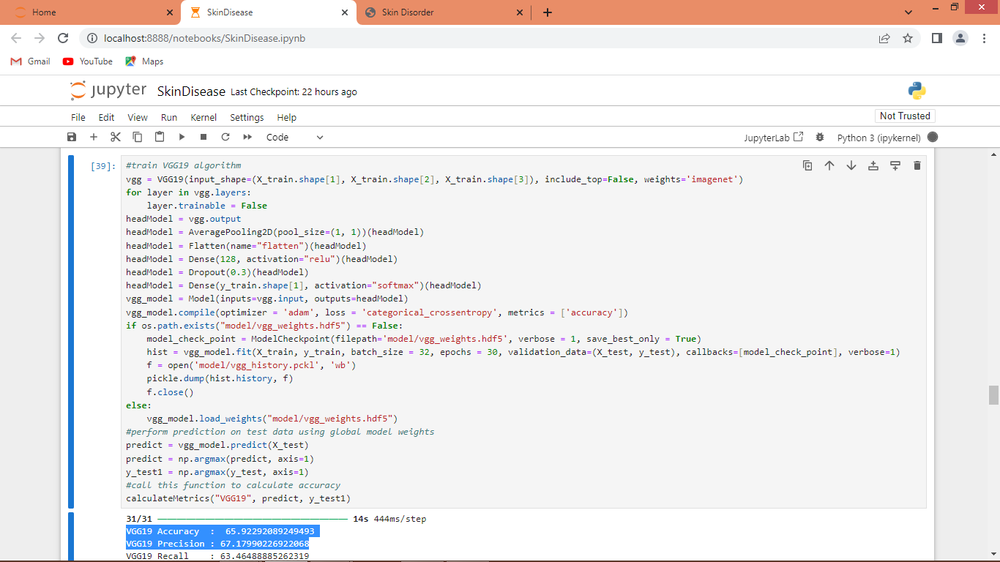 Home
SkinDisease
Skin Disorder
localhost:8888/notebooks/SkinDisease.ipynb
Gmail YouTube Maps
jupyter SkinDisease Last Checkpoint: 22 hours ago
File Edit View Run Kernel Settings Help
Not Trusted
Code
JupyterLab
Python 3 (ipykernel)
[39]:
#train VGG19 algorithm
vgg = VGG19(input_shape=(X_train.shape[1], X_train.shape[2], X_train.shape[3]), include_top=False, weights='imagenet')
for layer in vgg.layers:
    layer.trainable = False
headModel = vgg.output
headModel = AveragePooling2D(pool_size=(1, 1))(headModel)
headModel = Flatten(name="flatten")(headModel)
headModel = Dense(128, activation="relu")(headModel)
headModel = Dropout(0.3)(headModel)
headModel = Dense(y_train.shape[1], activation="softmax")(headModel)
vgg_model = Model(inputs=vgg.input, outputs=headModel)
vgg_model.compile(optimizer = 'adam', loss = 'categorical_crossentropy', metrics = ['accuracy'])
if os.path.exists("model/vgg_weights.hdf5") == False:
    model_check_point = ModelCheckpoint(filepath='model/vgg_weights.hdf5', verbose = 1, save_best_only = True)
    hist = vgg_model.fit(X_train, y_train, batch_size = 32, epochs = 30, validation_data=(X_test, y_test), callbacks=[model_check_point], verbose=1)
    f = open('model/vgg_history.pckl', 'wb')
    pickle.dump(hist.history, f)
    f.close()
else:
    vgg_model.load_weights("model/vgg_weights.hdf5")
#perform prediction on test data using global model weights
predict = vgg_model.predict(X_test)
predict = np.argmax(predict, axis=1)
y_test1 = np.argmax(y_test, axis=1)
#call this function to calculate accuracy
calculateMetrics("VGG19", predict, y_test1)
31/31 14s 444ms/step
VGG19 Accuracy  :  65.92292089249493
VGG19 Precision : 67.17990226922068
VGG19 Recall    : 63.46488885262319